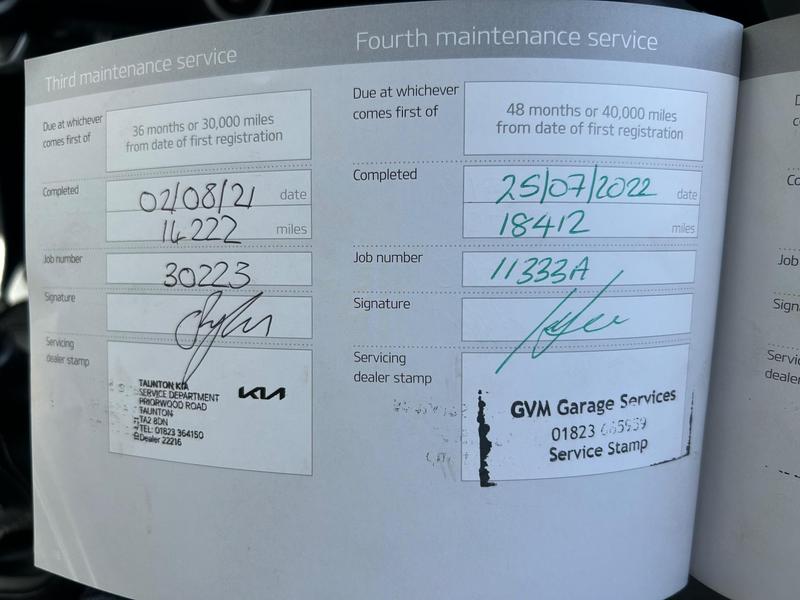 Third maintenance service
Due at whichever
comes first of
36 months or 30,000 miles
from date of first registration
Completed
02/08/21 date
14222 miles
Job number
30223
Signature
Servicing
dealer stamp
TAUNTON KIA
SERVICE DEPARTMENT
PRIORWOOD ROAD
TAUNTON
TA2 8DN
TEL: 01823 364150
Dealer 22216
KIA
Fourth maintenance service
Due at whichever
comes first of
48 months or 40,000 miles
from date of first registration
Completed
25/07/2022 date
18412 miles
Job number
11333A
Signature
Servicing
dealer stamp
GVM Garage Services
01823
Service Stamp
Job